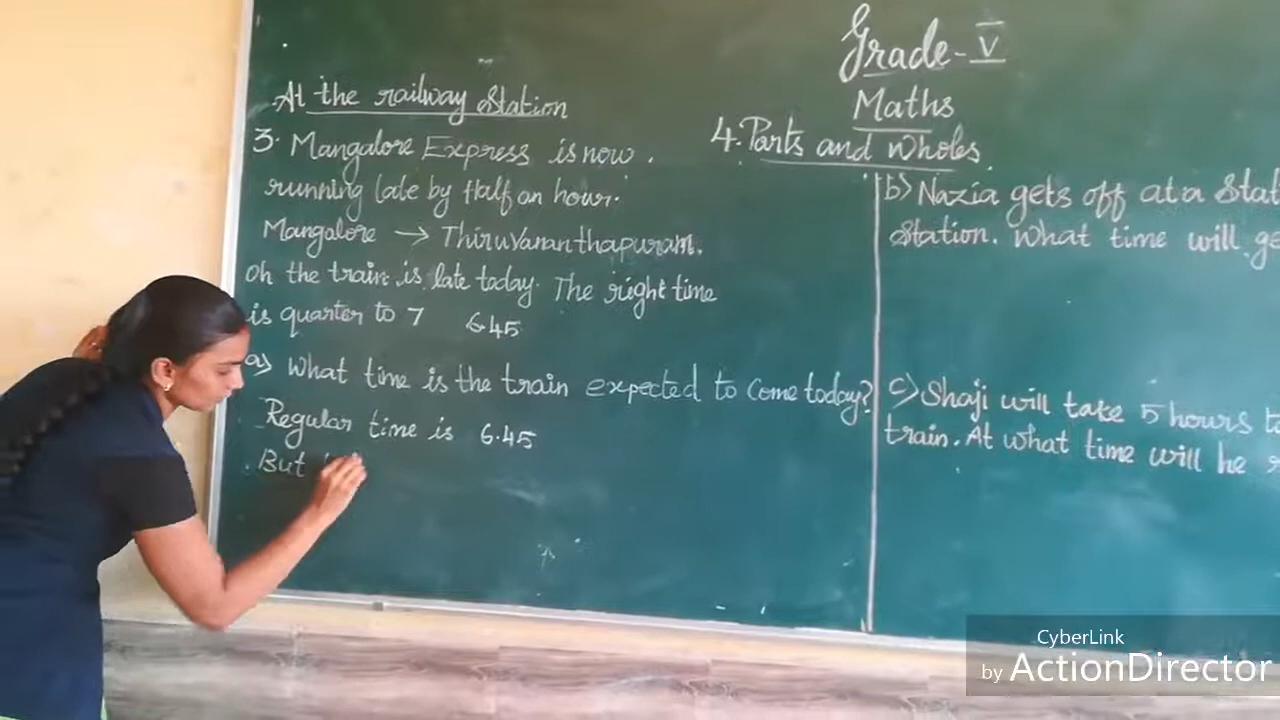 Grade - V
Maths
4. Parts and Wholes
At the railway Station
3. Mangalore Express is now.
running late by Half an hour.
Mangalore → Thiruvananthapuram.
Oh the train is late today. The right time
is quarter to 7 6.45
a) What time is the train expected to come today?
Regular time is 6.45
But
b) Nazia gets off at a
station. What time will
c) Shaji will take 5 hours
train. At what time will he
CyberLink
by ActionDirector